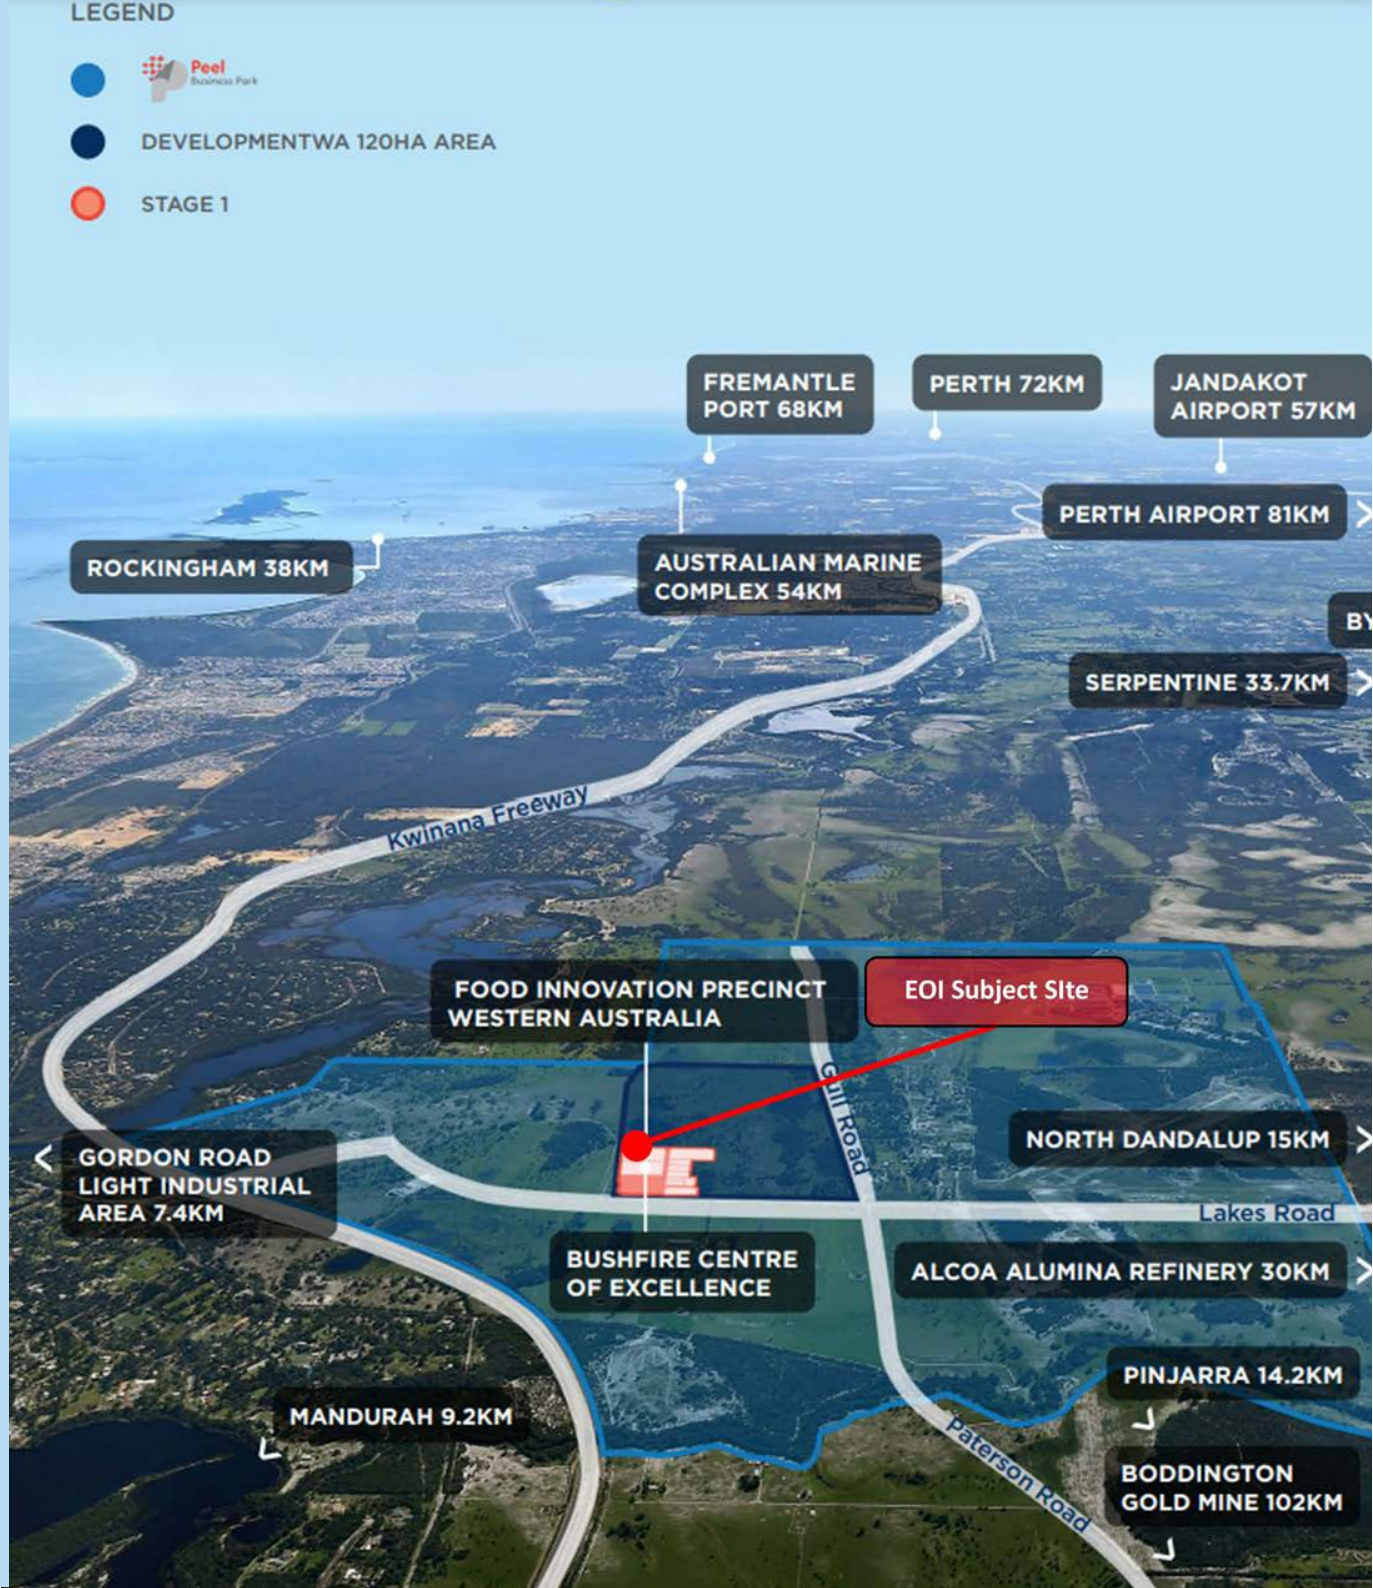 LEGEND
Peel
Business Park
DEVELOPMENTWA 120HA AREA
STAGE 1
FREMANTLE
PORT 68KM
PERTH 72KM
JANDAKOT
AIRPORT 57KM
PERTH AIRPORT 81KM
ROCKINGHAM 38KM
AUSTRALIAN MARINE
COMPLEX 54KM
BY
SERPENTINE 33.7KM
Kwinana Freeway
FOOD INNOVATION PRECINCT
WESTERN AUSTRALIA
EOI Subject SIte
Gull Road
NORTH DANDALUP 15KM
GORDON ROAD
LIGHT INDUSTRIAL
AREA 7.4KM
Lakes Road
BUSHFIRE CENTRE
OF EXCELLENCE
ALCOA ALUMINA REFINERY 30KM
PINJARRA 14.2KM
MANDURAH 9.2KM
Paterson Road
BODDINGTON
GOLD MINE 102KM